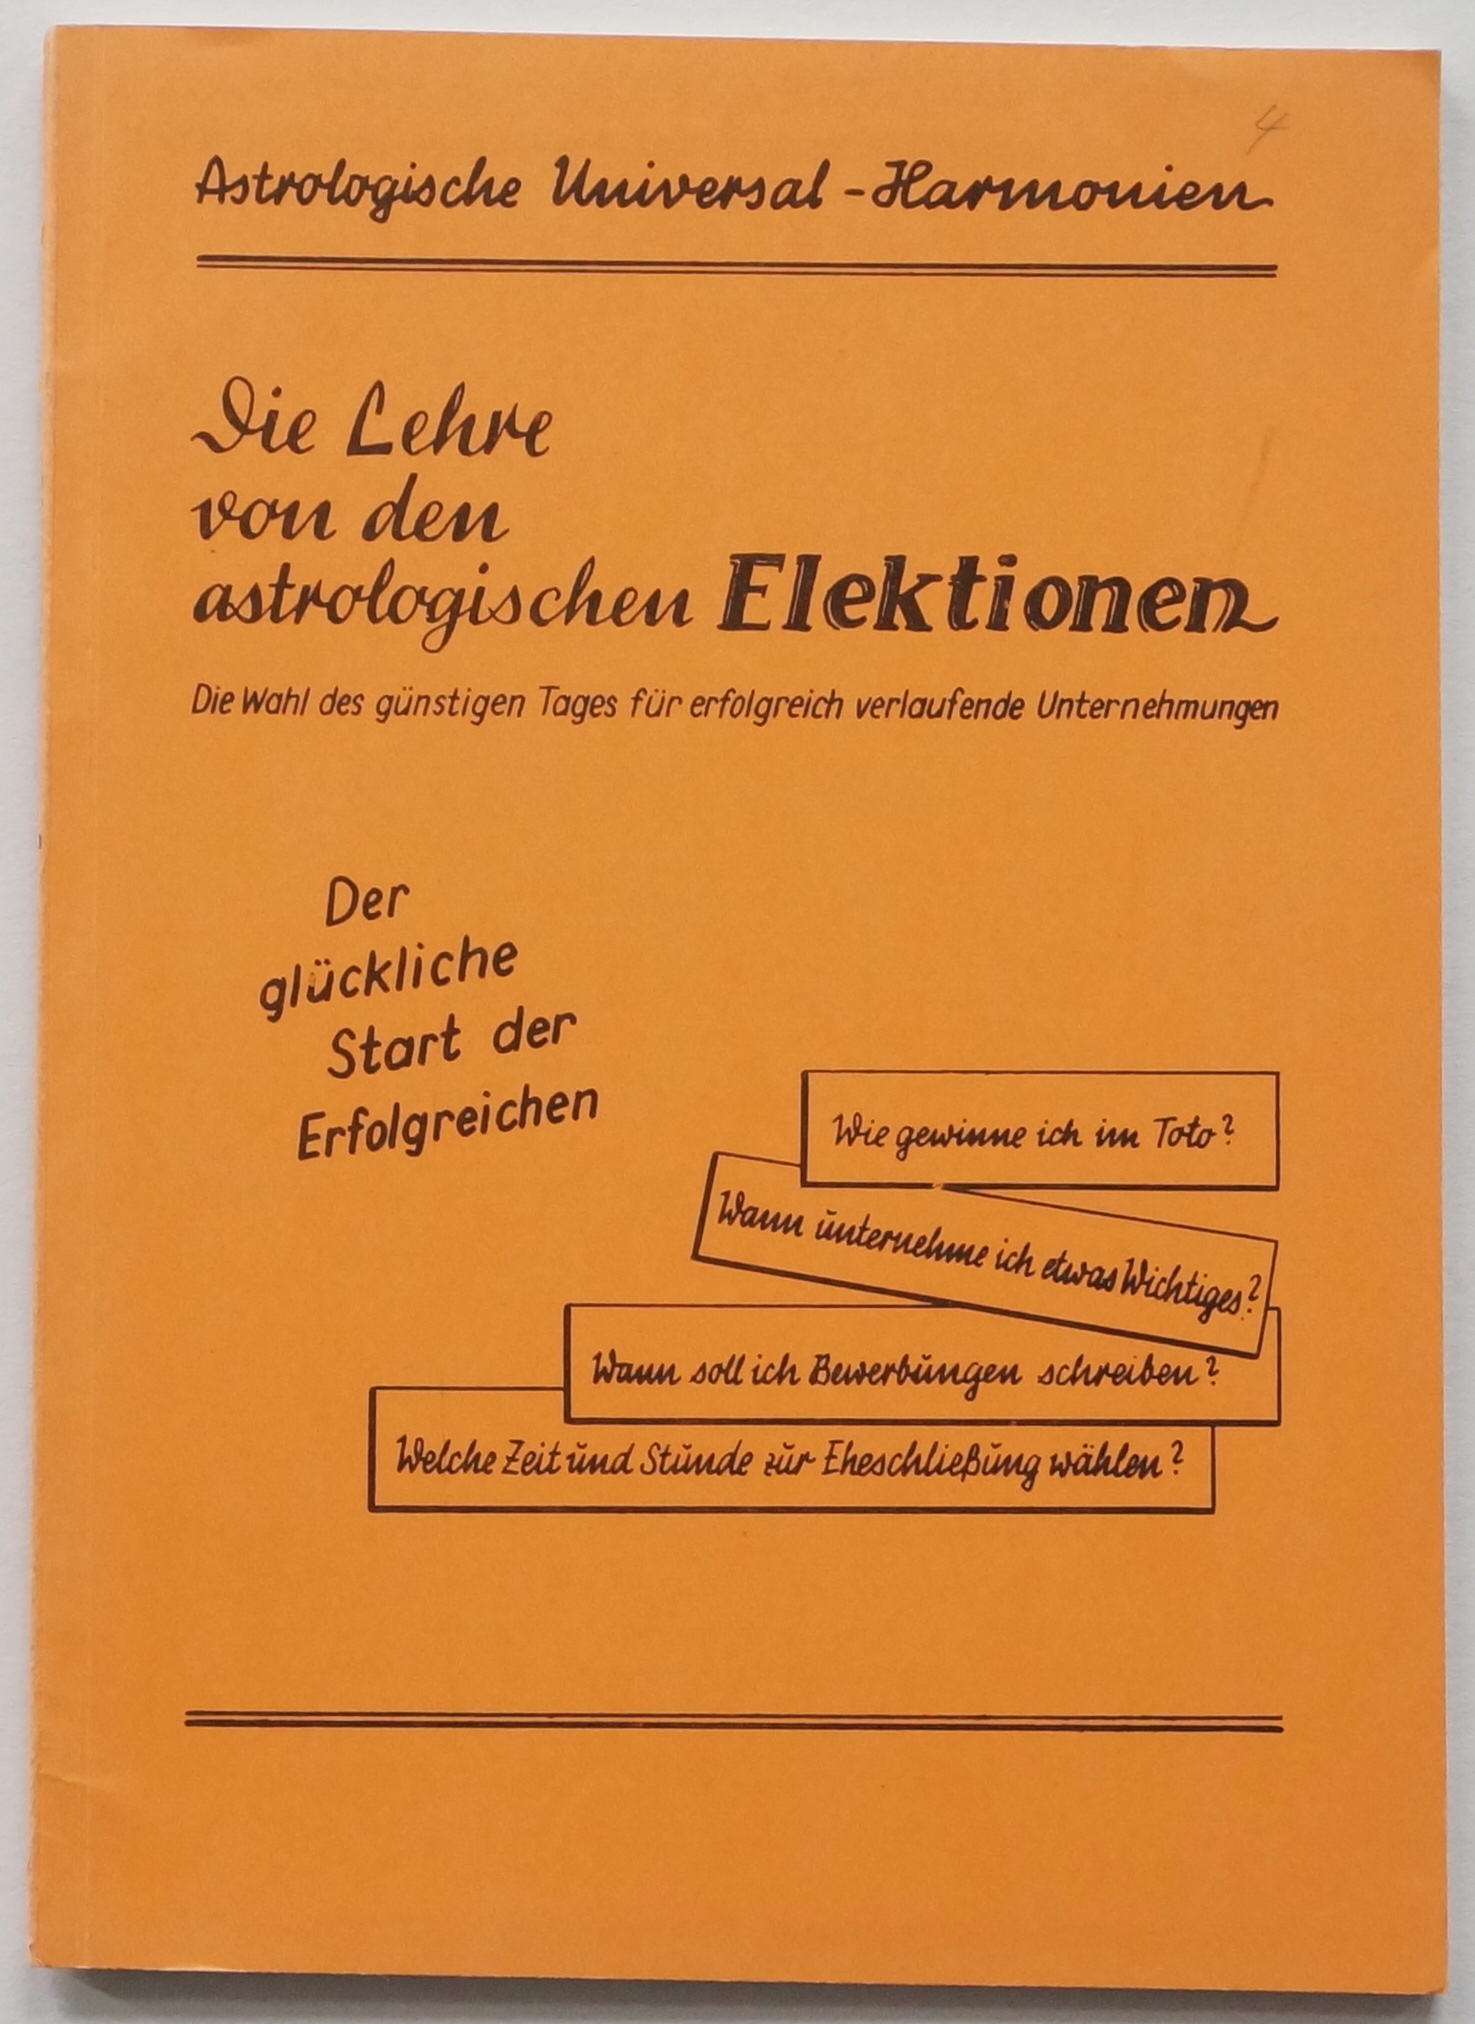 4
Astrologische Universal-Harmonien
Die Lehre
von den
astrologischen Elektionen
Die Wahl des günstigen Tages für erfolgreich verlaufende Unternehmungen
Der
glückliche
Start der
Erfolgreichen
Wie gewinne ich im Toto?
Wann unternehme ich etwas Wichtiges?
Wann soll ich Bewerbungen schreiben?
Welche Zeit und Stunde zur Eheschließung wählen?